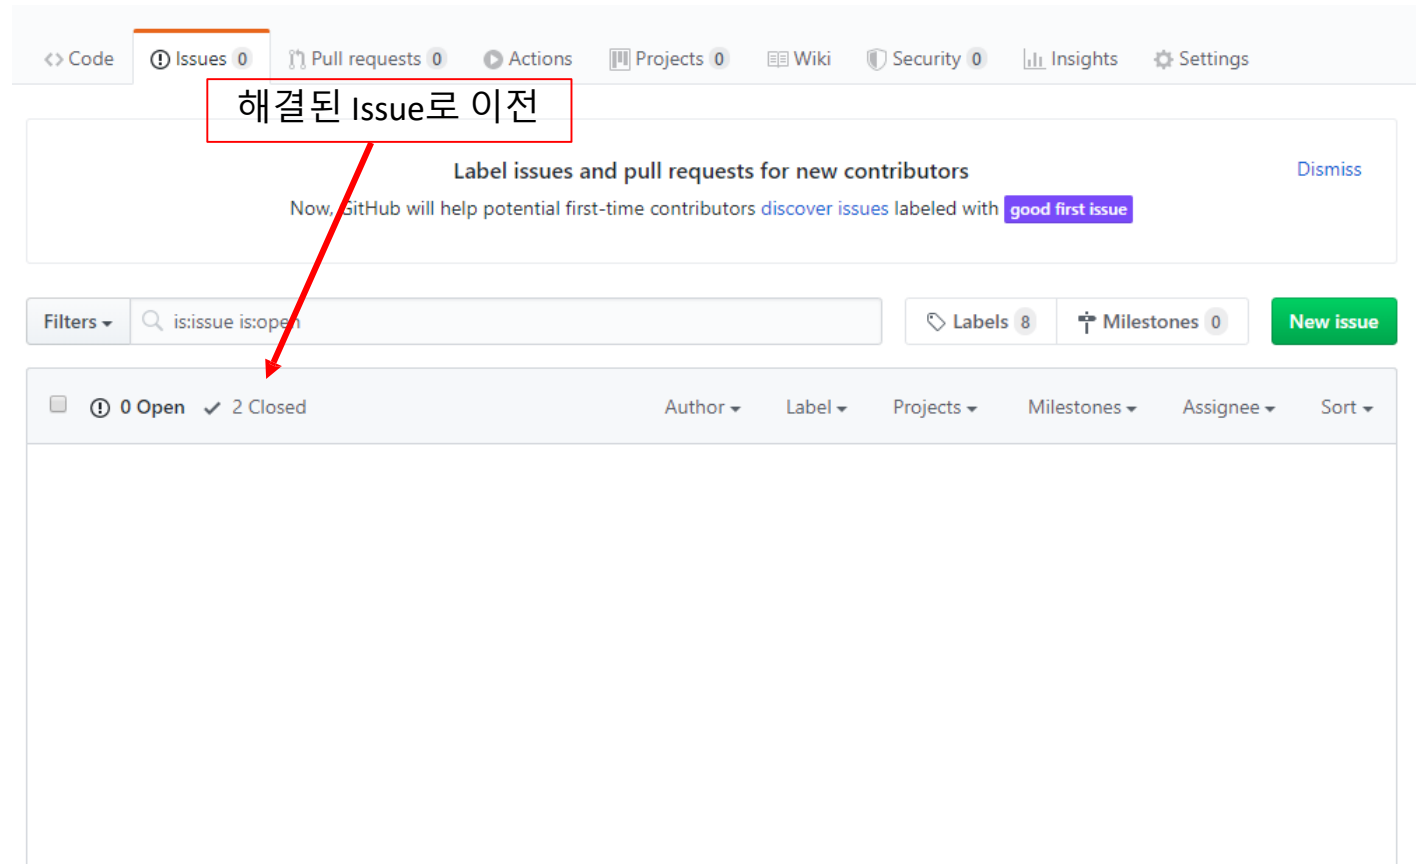 Code Issues 0 Pull requests 0 Actions Projects 0 Wiki Security 0 Insights Settings
해결된 Issue로 이전
Label issues and pull requests for new contributors Dismiss
Now, GitHub will help potential first-time contributors discover issues labeled with good first issue
Filters is:issue is:open Labels 8 Milestones 0 New issue
0 Open 2 Closed Author Label Projects Milestones Assignee Sort